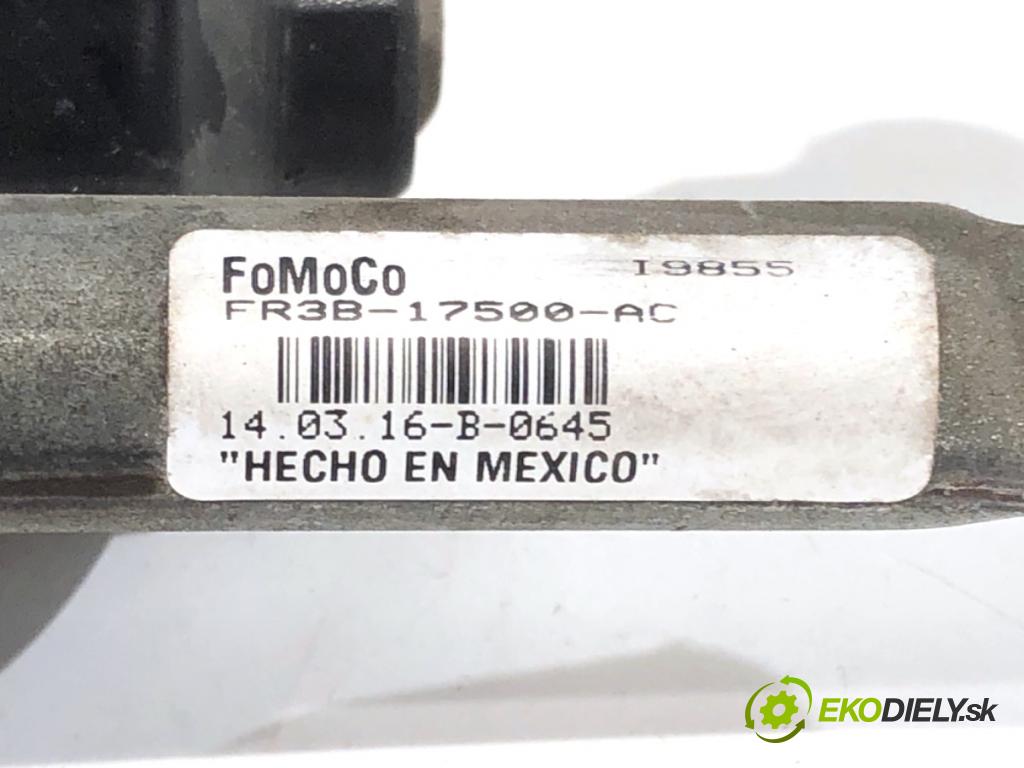 FoMoCo I9855
FR3B-17500-AC
14.03.16-B-0645
"HECHO EN MEXICO"
EKODIELY.sk